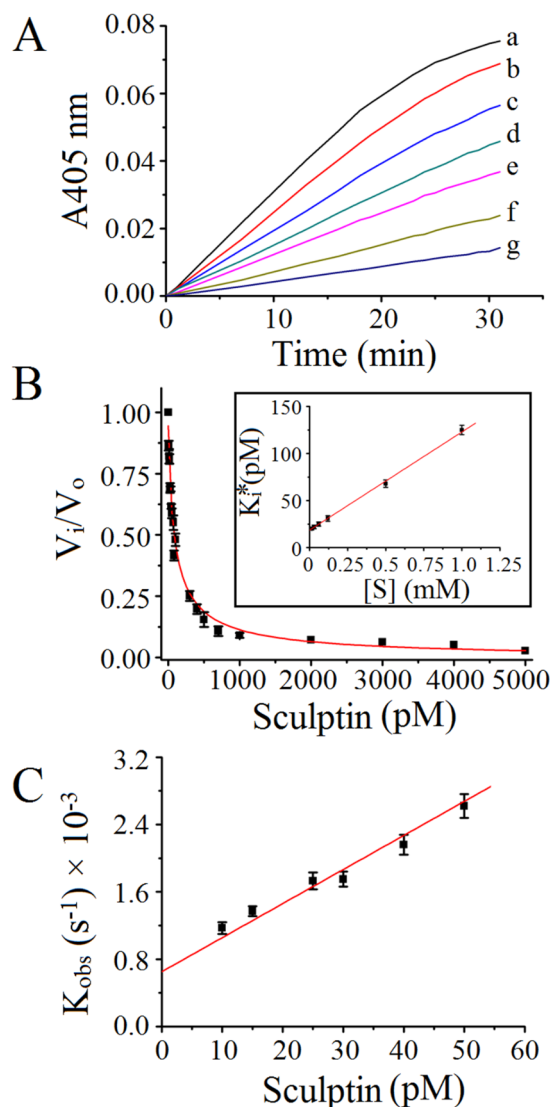 A
A405 nm
0.08
0.06
0.04
0.02
0.00
a
b
c
d
e
f
g
0
10
20
30
Time (min)
B
Vi/Vo
1.00
0.75
0.50
0.25
0.00
Ki*(pM)
150
100
50
0
0.25
0.50
0.75
1.0
1.25
[S] (mM)
0
1000
2000
3000
4000
5000
Sculptin (pM)
C
Kobs (s-1) × 10-3
3.2
2.4
1.6
0.8
0.0
0
10
20
30
40
50
60
Sculptin (pM)